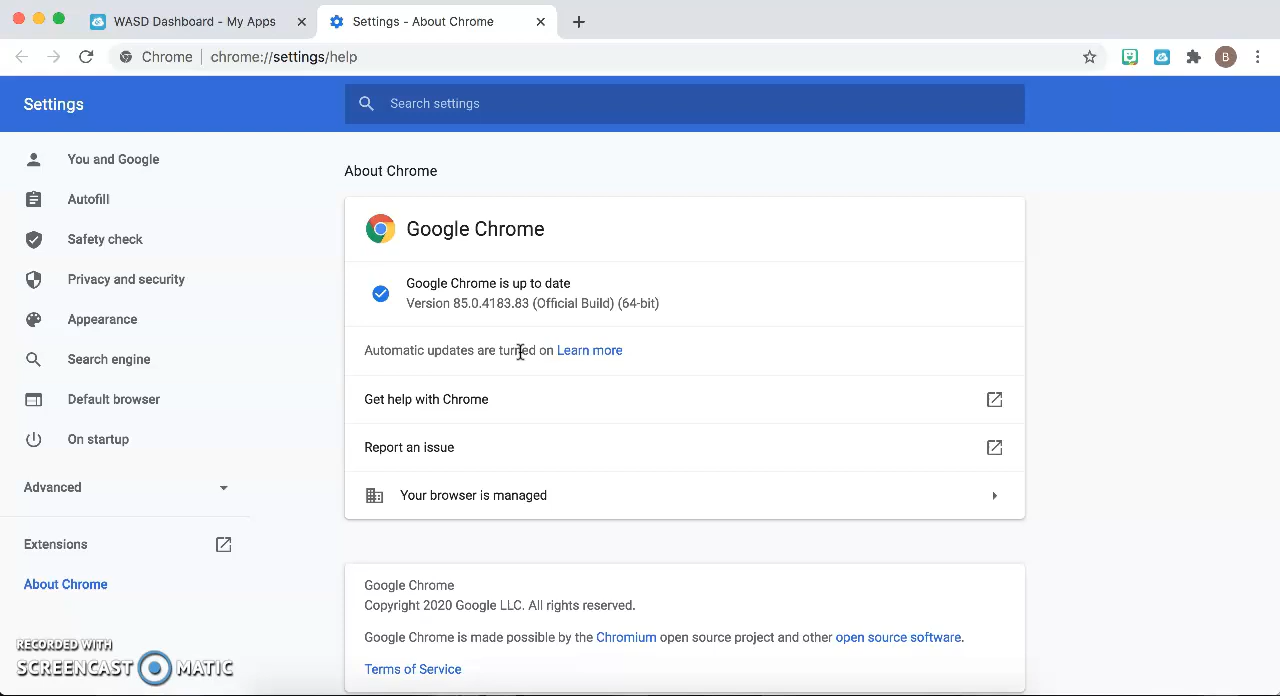 WASD Dashboard - My Apps
Settings - About Chrome
Chrome
chrome://settings/help
B
Settings
Search settings
You and Google
Autofill
Safety check
Privacy and security
Appearance
Search engine
Default browser
On startup
Advanced
Extensions
About Chrome
About Chrome
Google Chrome
Google Chrome is up to date
Version 85.0.4183.83 (Official Build) (64-bit)
Automatic updates are turned on Learn more
Get help with Chrome
Report an issue
Your browser is managed
Google Chrome
Copyright 2020 Google LLC. All rights reserved.
Google Chrome is made possible by the Chromium open source project and other open source software.
Terms of Service
RECORDED WITH
SCREENCAST MATIC